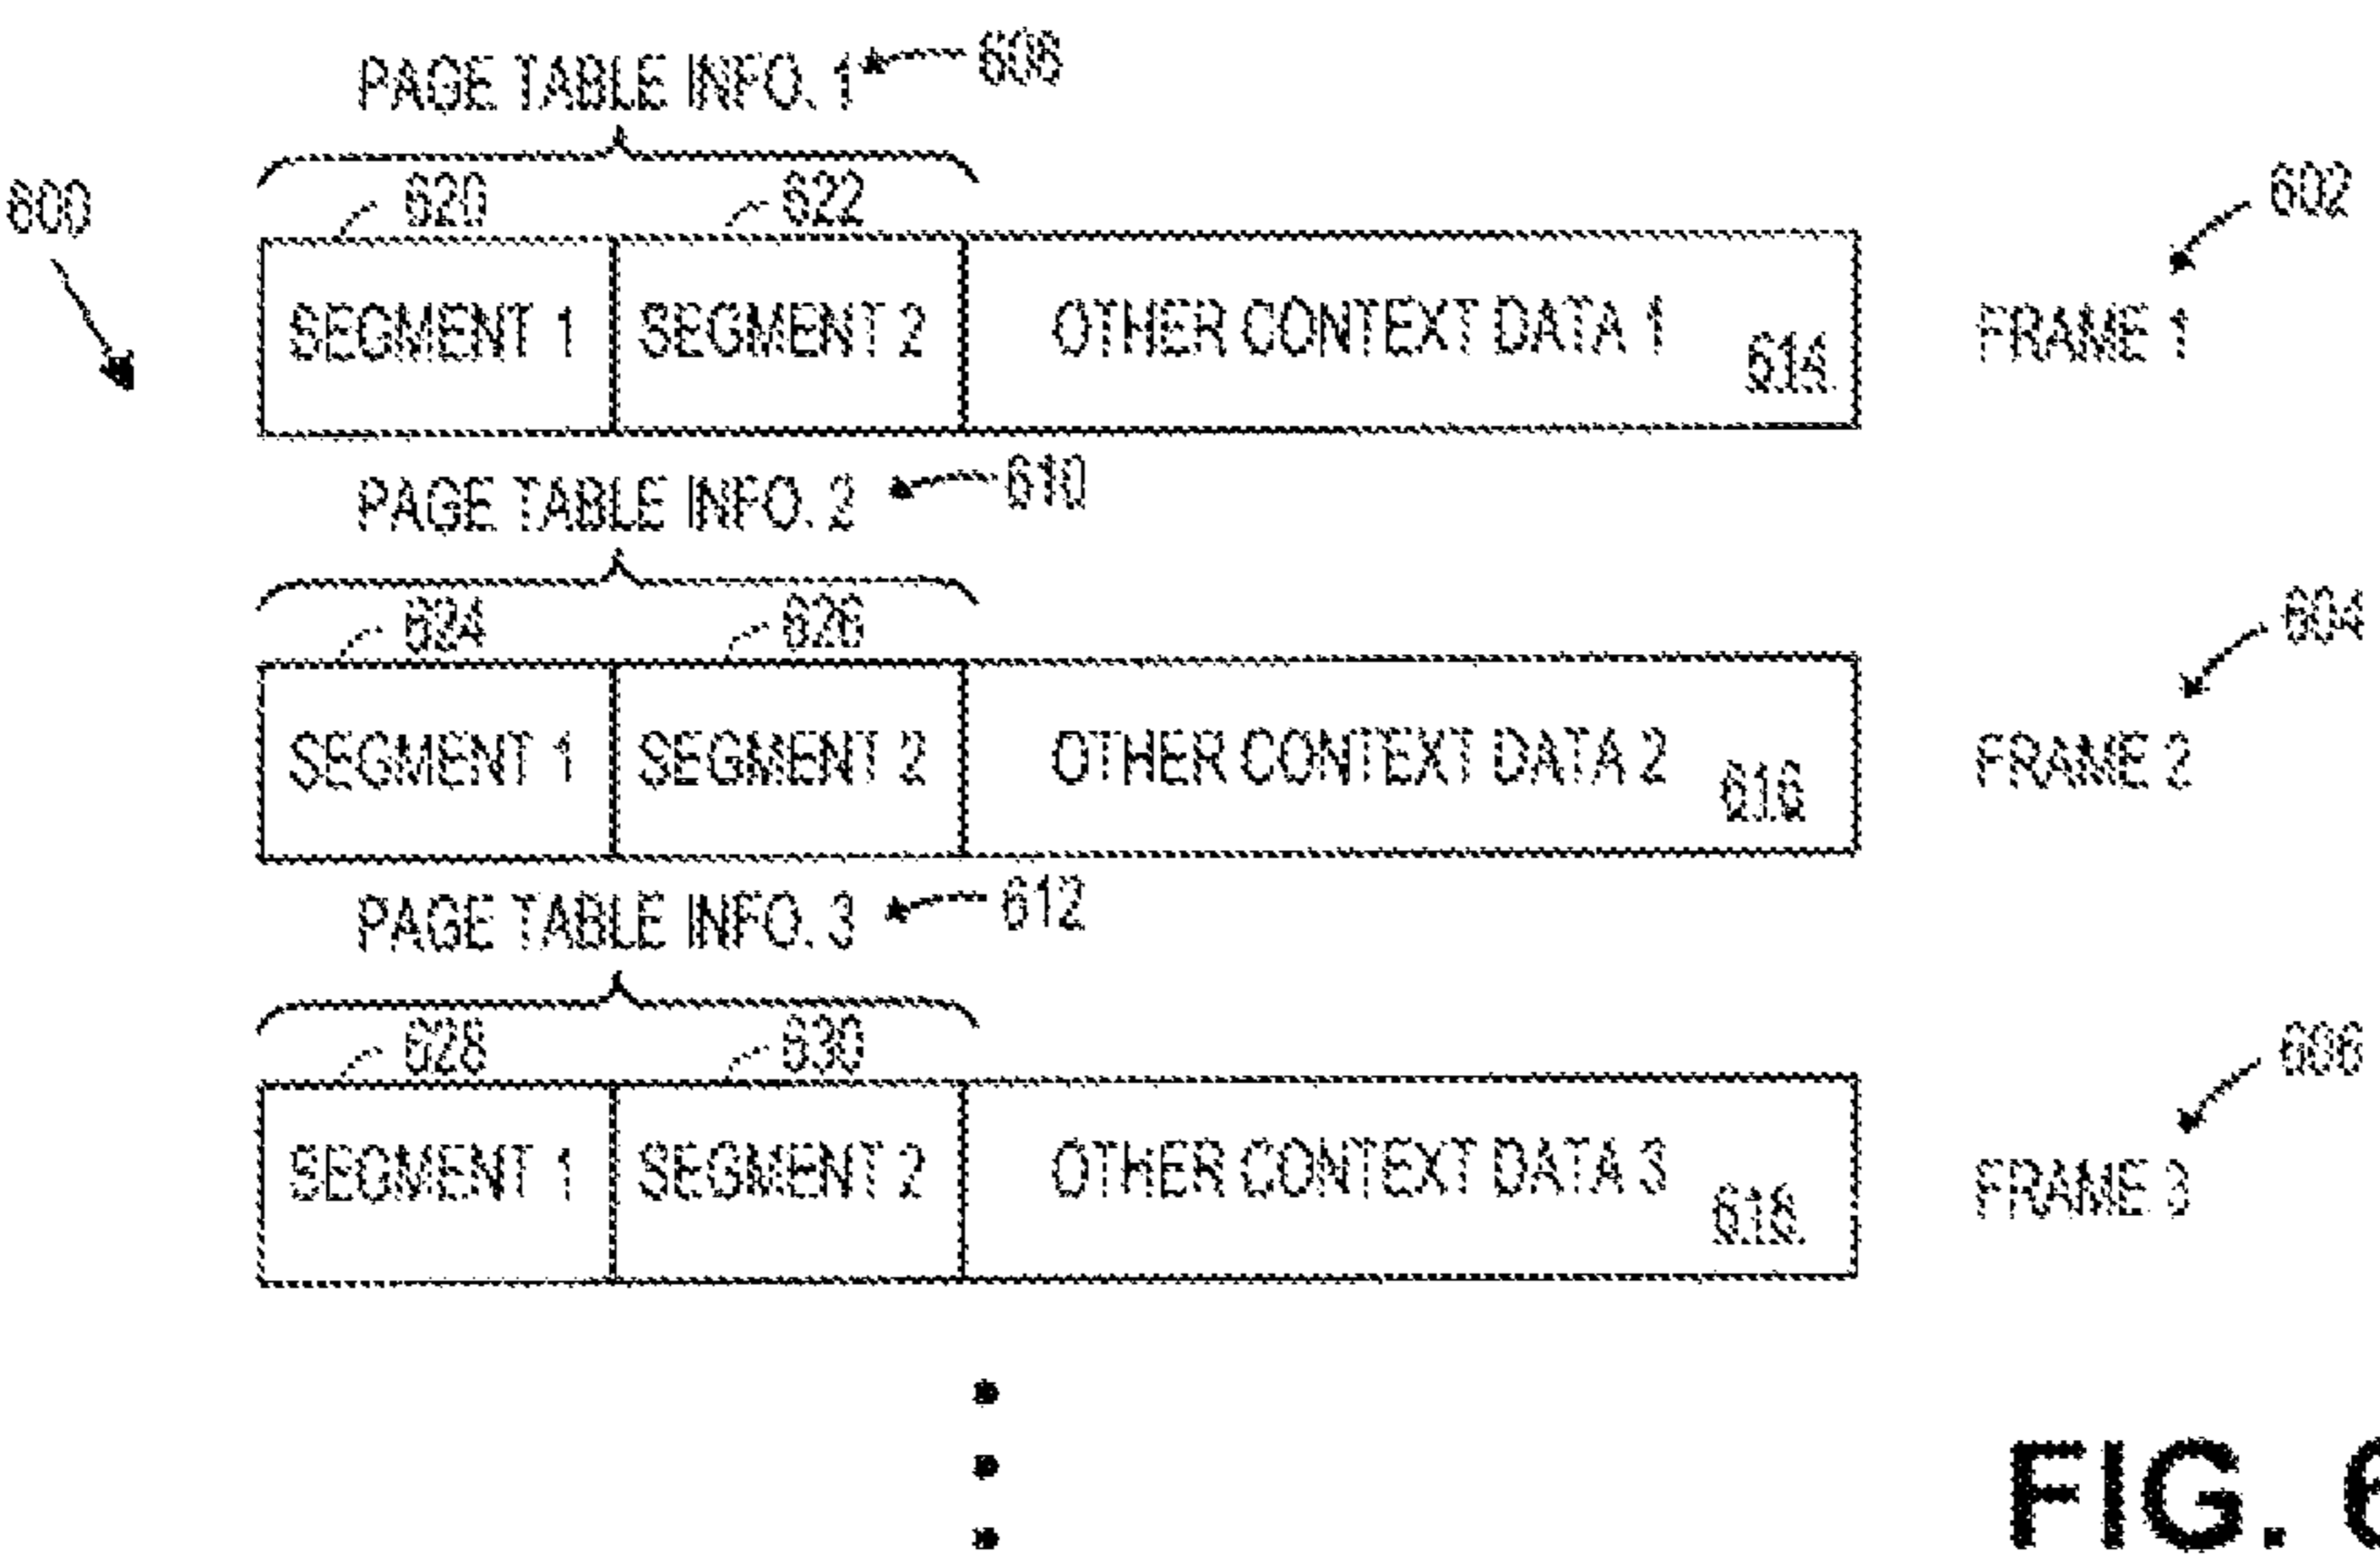 PAGE TABLE INFO. 1 608
600 620 622 602
SEGMENT 1 SEGMENT 2 OTHER CONTEXT DATA 1 614 FRAME 1
PAGE TABLE INFO. 2 610
624 626 604
SEGMENT 1 SEGMENT 2 OTHER CONTEXT DATA 2 616 FRAME 2
PAGE TABLE INFO. 3 612
628 630 606
SEGMENT 1 SEGMENT 2 OTHER CONTEXT DATA 3 618 FRAME 3
FIG. 6